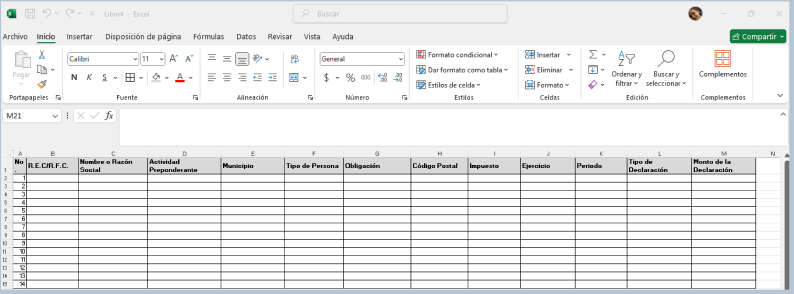 Libro4 - Excel
Buscar
Archivo Inicio Insertar Disposición de página Fórmulas Datos Revisar Vista Ayuda
Compartir
Pegar
Portapapeles
Calibri 11 A A
N K S A
Fuente
ab
Alineación
General
$ % 000
Número
Formato condicional
Dar formato como tabla
Estilos de celda
Estilos
Insertar
Eliminar
Formato
Celdas
Σ
Ordenar y filtrar
Buscar y seleccionar
Edición
Complementos
Complementos
M21 fx
A B C D E F G H I J K L M N
1 No. R.E.C/R.F.C. Nombre o Razón Social Actividad Preponderante Municipio Tipo de Persona Obligación Código Postal Impuesto Ejercicio Periodo Tipo de Declaración Monto de la Declaración
2 1
3 2
4 3
5 4
6 5
7 6
8 7
9 8
10 9
11 10
12 11
13 12
14 13
15 14